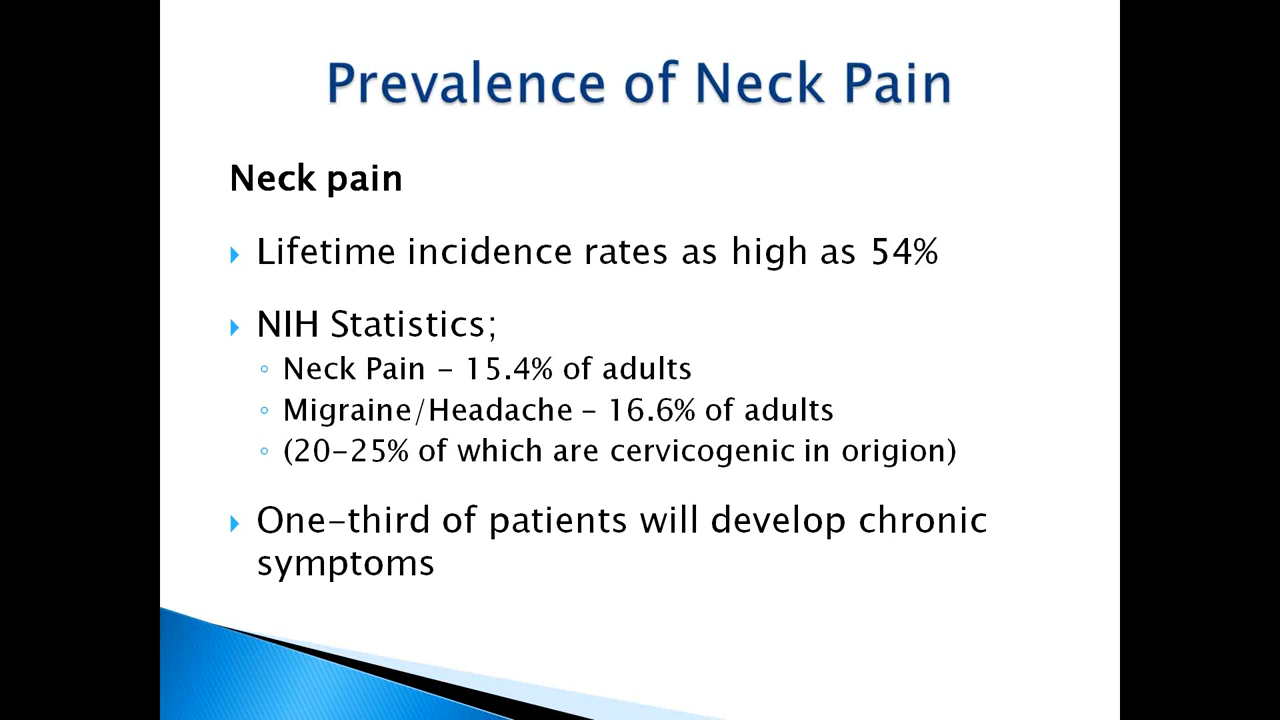 Prevalence of Neck Pain
Neck pain
Lifetime incidence rates as high as 54%
NIH Statistics;
Neck Pain – 15.4% of adults
Migraine/Headache – 16.6% of adults
(20-25% of which are cervicogenic in origion)
One-third of patients will develop chronic
symptoms